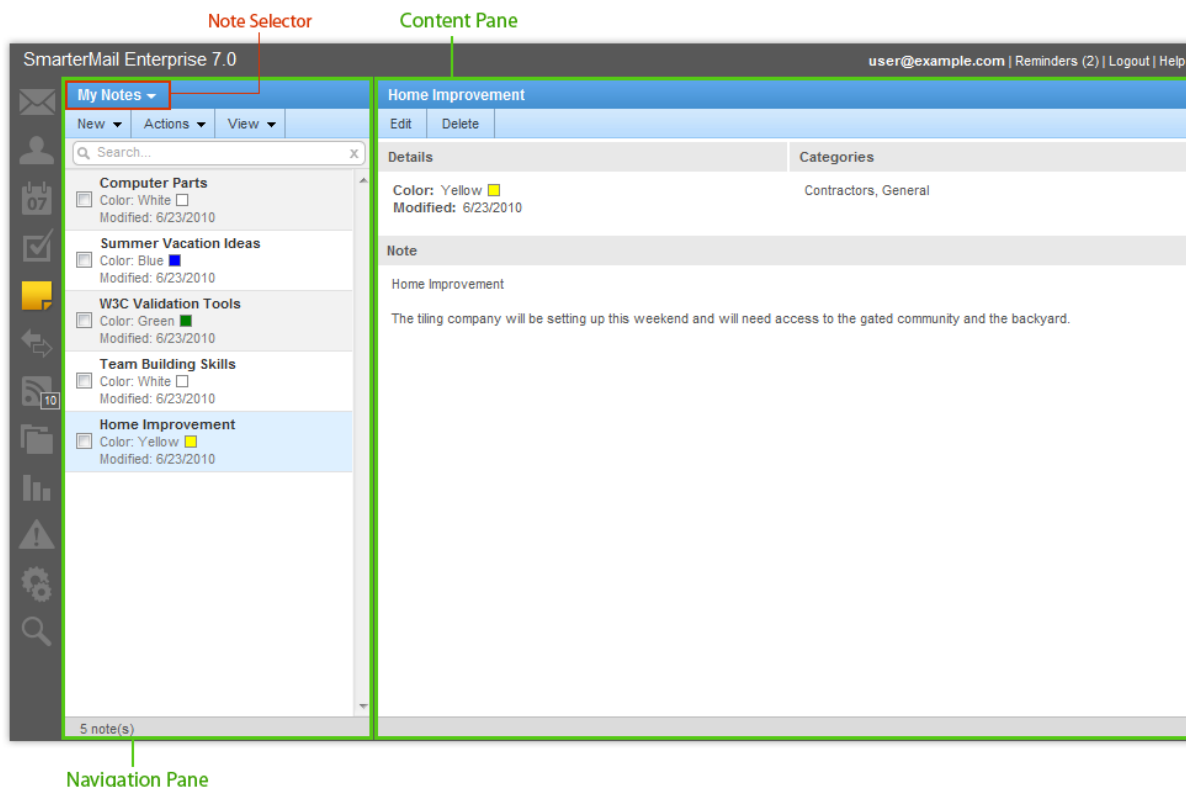 Note Selector
Content Pane
SmarterMail Enterprise 7.0
user@example.com | Reminders (2) | Logout | Help
My Notes
Home Improvement
New Actions View
Edit Delete
Search... x
Details
Categories
07
Computer Parts
Color: White
Modified: 6/23/2010
Color: Yellow
Modified: 6/23/2010
Contractors, General
Summer Vacation Ideas
Color: Blue
Modified: 6/23/2010
Note
Home Improvement
The tiling company will be setting up this weekend and will need access to the gated community and the backyard.
W3C Validation Tools
Color: Green
Modified: 6/23/2010
Team Building Skills
Color: White
Modified: 6/23/2010
10
Home Improvement
Color: Yellow
Modified: 6/23/2010
5 note(s)
Navigation Pane